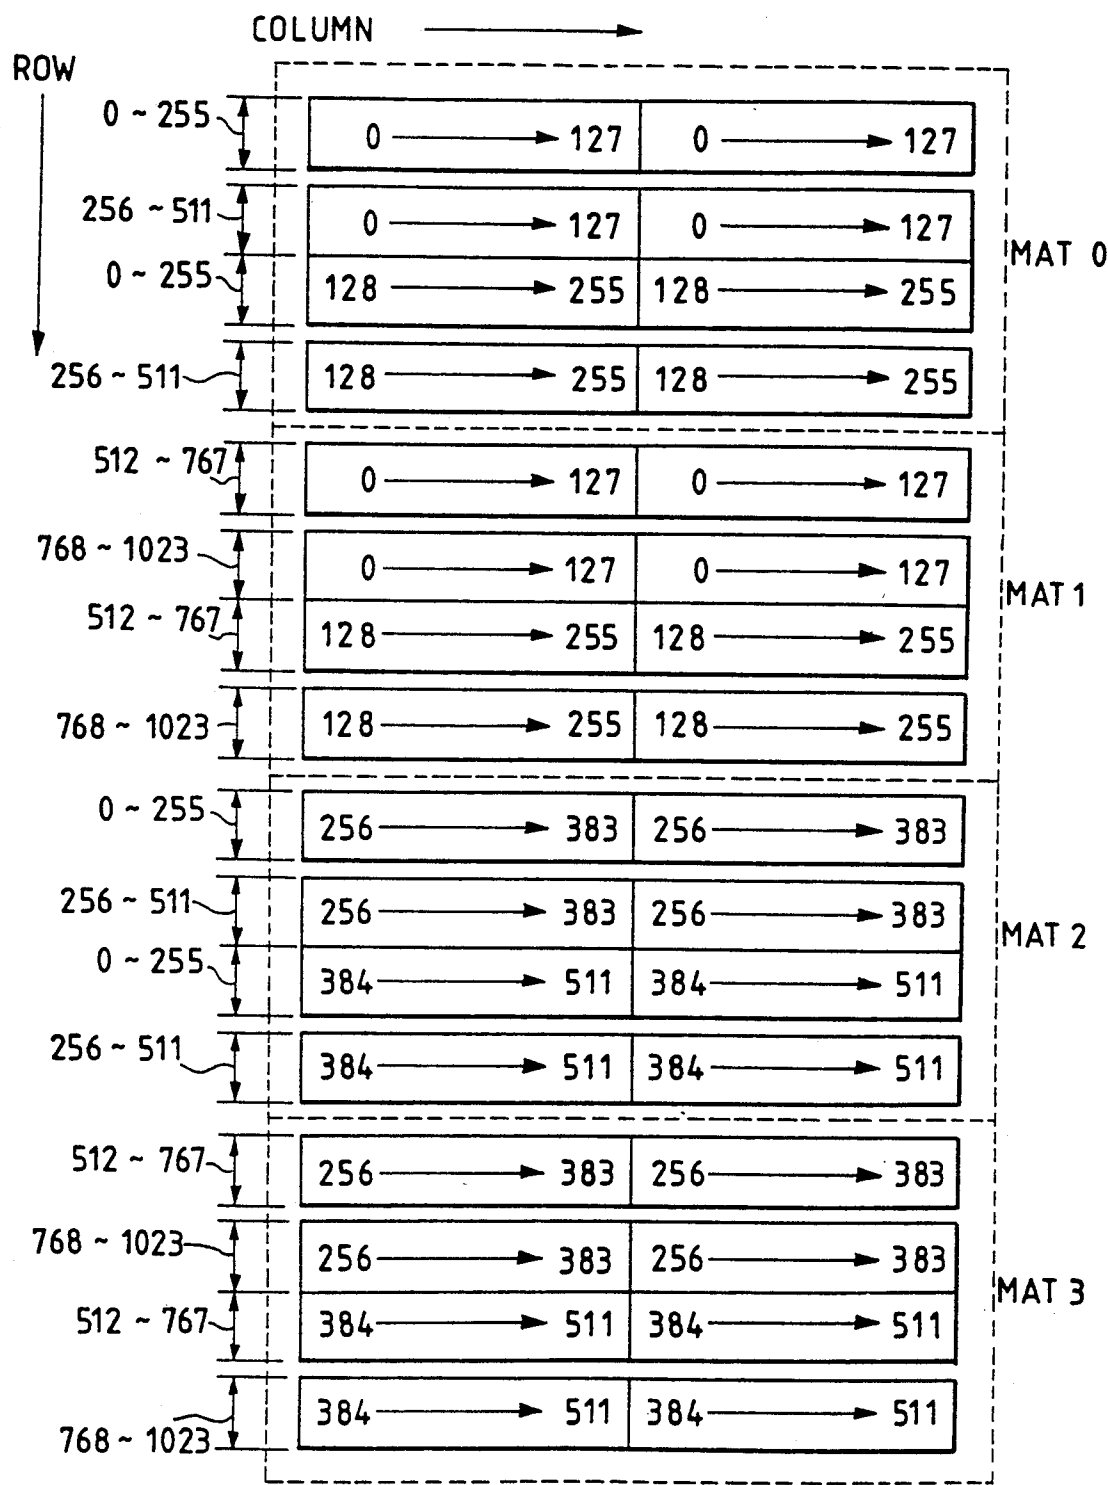 COLUMN
ROW
0 ~ 255
0 127 0 127
256 ~ 511
0 127 0 127
MAT 0
0 ~ 255
128 255 128 255
256 ~ 511
128 255 128 255
512 ~ 767
0 127 0 127
768 ~ 1023
0 127 0 127
MAT 1
512 ~ 767
128 255 128 255
768 ~ 1023
128 255 128 255
0 ~ 255
256 383 256 383
256 ~ 511
256 383 256 383
MAT 2
0 ~ 255
384 511 384 511
256 ~ 511
384 511 384 511
512 ~ 767
256 383 256 383
768 ~ 1023
256 383 256 383
MAT 3
512 ~ 767
384 511 384 511
768 ~ 1023
384 511 384 511